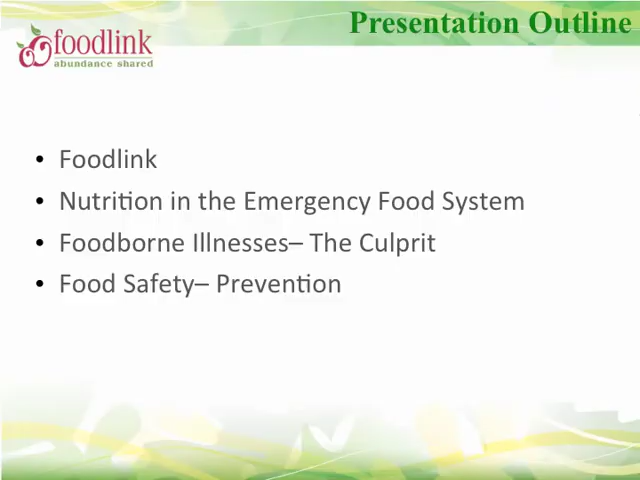 Presentation Outline
foodlink
abundance shared
• Foodlink
• Nutrition in the Emergency Food System
• Foodborne Illnesses– The Culprit
• Food Safety– Prevention